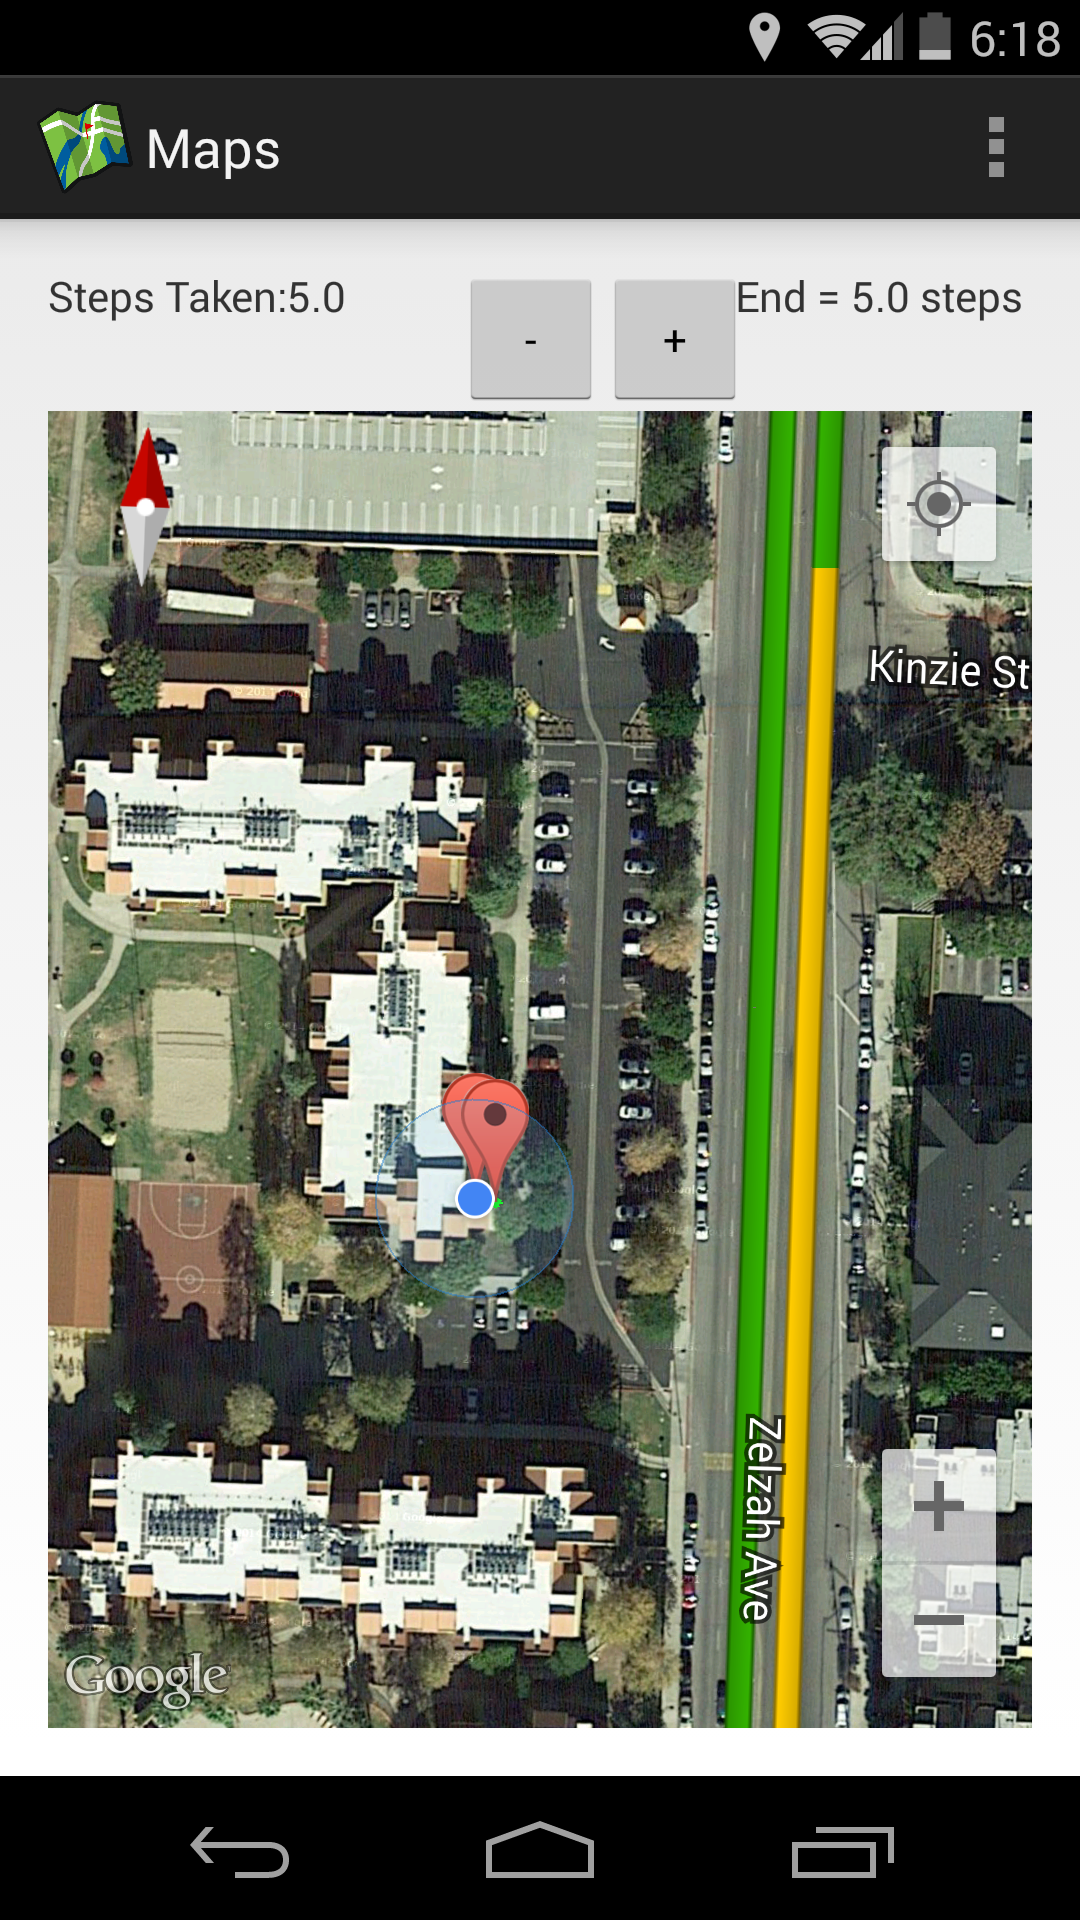 6:18
Maps
Steps Taken:5.0
-
+
End = 5.0 steps
Kinzie St
Zelzah Ave
Google